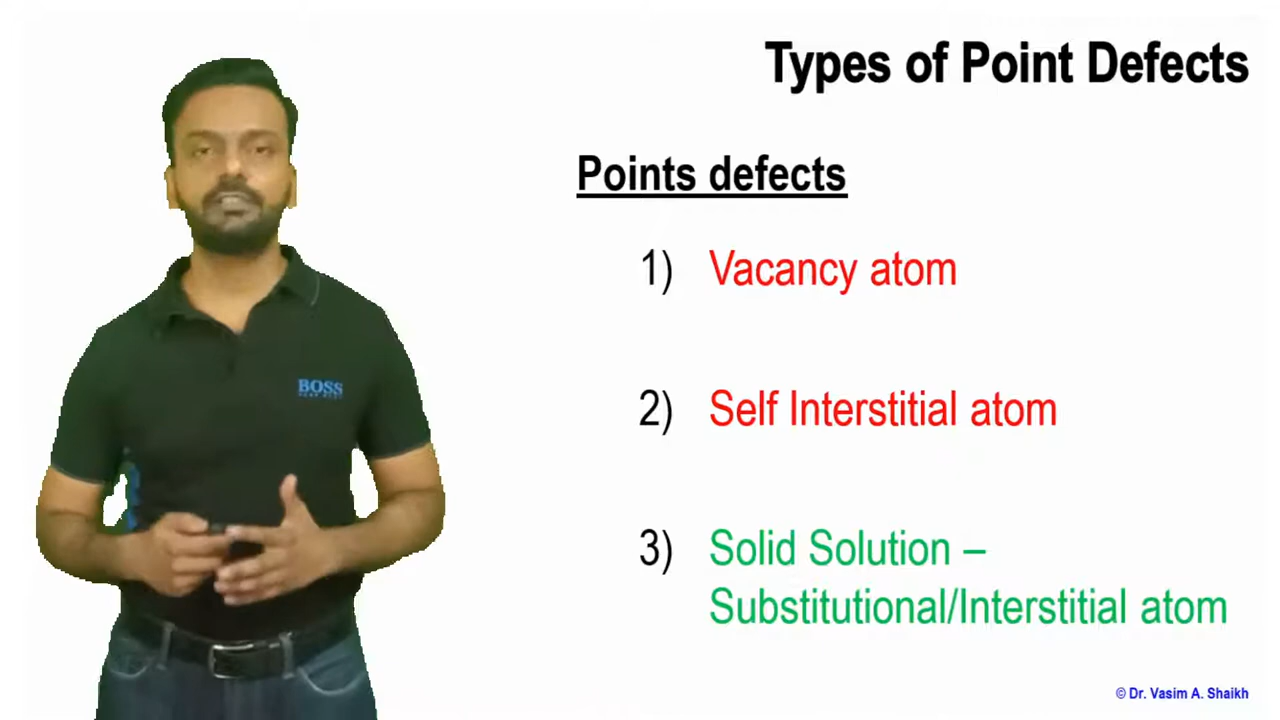 Types of Point Defects
Points defects
1) Vacancy atom
2) Self Interstitial atom
3) Solid Solution –
Substitutional/Interstitial atom
BOSS
© Dr. Vasim A. Shaikh